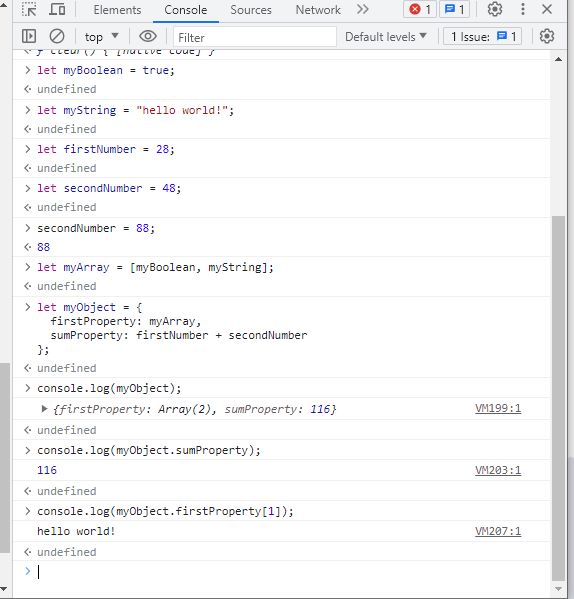 Elements Console Sources Network 1 1
top Filter Default levels 1 Issue: 1
ƒ clear() { [native code] }
let myBoolean = true;
undefined
let myString = "hello world!";
undefined
let firstNumber = 28;
undefined
let secondNumber = 48;
undefined
secondNumber = 88;
88
let myArray = [myBoolean, myString];
undefined
let myObject = {
firstProperty: myArray,
sumProperty: firstNumber + secondNumber
};
undefined
console.log(myObject);
{firstProperty: Array(2), sumProperty: 116} VM199:1
undefined
console.log(myObject.sumProperty);
116 VM203:1
undefined
console.log(myObject.firstProperty[1]);
hello world! VM207:1
undefined